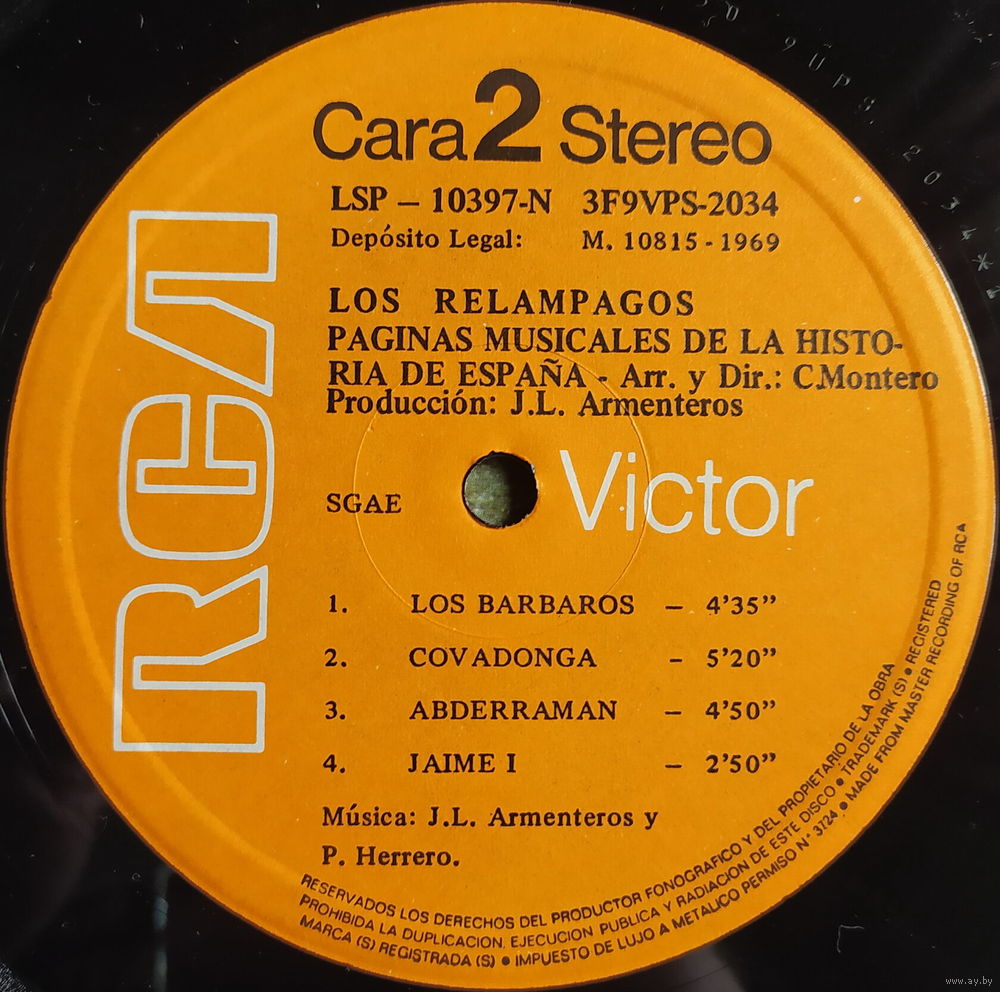 Cara 2 Stereo
LSP – 10397-N 3F9VPS-2034
Depósito Legal: M. 10815 - 1969
LOS RELAMPAGOS
PAGINAS MUSICALES DE LA HISTO-
RIA DE ESPAÑA - Arr. y Dir.: C.Montero
Producción: J.L. Armenteros
RCA
Victor
SGAE
1. LOS BARBAROS – 4'35”
2. COVADONGA – 5'20”
3. ABDERRAMAN – 4'50”
4. JAIME I – 2'50”
Música: J.L. Armenteros y
P. Herrero.
RESERVADOS LOS DERECHOS DEL PRODUCTOR FONOGRAFICO Y DEL PROPIETARIO DE LA OBRA
PROHIBIDA LA DUPLICACION, EJECUCION PUBLICA Y RADIACION DE ESTE DISCO ● TRADEMARK (S) ● REGISTERED
MARCA (S) REGISTRADA (S) ● IMPUESTO DE LUJO A METALICO PERMISO N° 3724 ● MADE FROM MASTER RECORDING OF RCA
www.ay.by